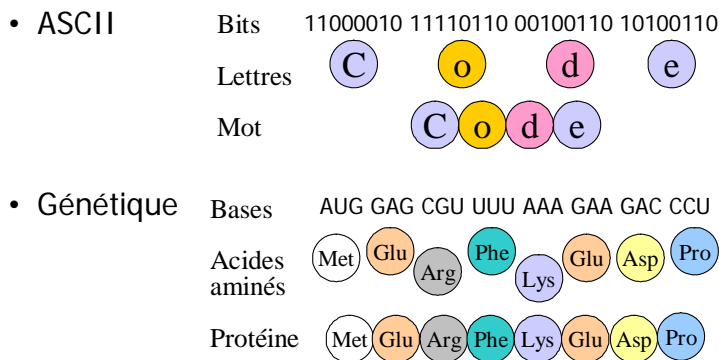 • ASCII Bits 11000010 11110110 00100110 10100110
Lettres C o d e
Mot C o d e
• Génétique Bases AUG GAG CGU UUU AAA GAA GAC CCU
Acides aminés Met Glu Arg Phe Lys Glu Asp Pro
Protéine Met Glu Arg Phe Lys Glu Asp Pro